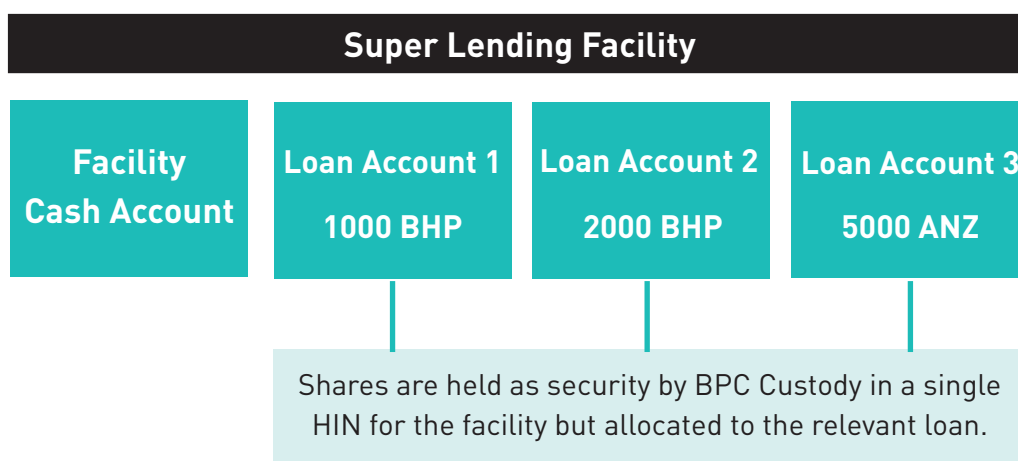 Super Lending Facility
Facility
Cash Account
Loan Account 1
1000 BHP
Loan Account 2
2000 BHP
Loan Account 3
5000 ANZ
Shares are held as security by BPC Custody in a single
HIN for the facility but allocated to the relevant loan.